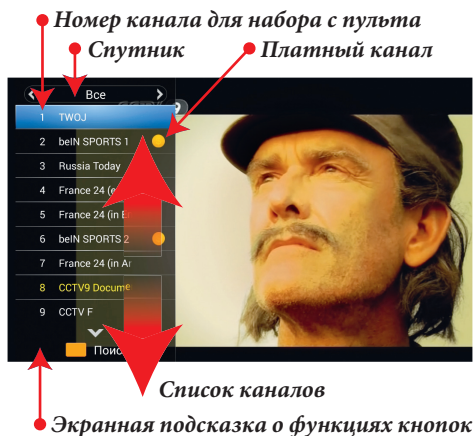 Номер канала для набора с пульта
Спутник
Платный канал
Все
1 TWOJ
2 beIN SPORTS 1
3 Russia Today
4 France 24 (e
5 France 24 (in E
6 beIN SPORTS 2
7 France 24 (in Ar
8 CCTV9 Docume
9 CCTV F
Поис
Список каналов
Экранная подсказка о функциях кнопок